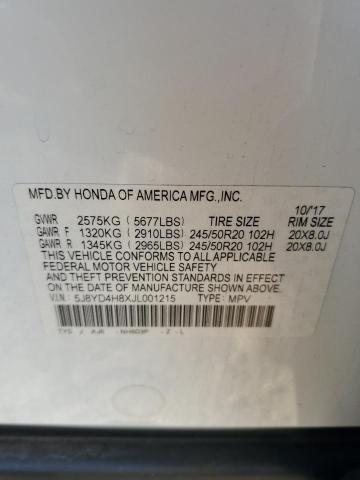 MFD.BY HONDA OF AMERICA MFG.,INC. 10/'17
GVWR 2575KG (5677LBS) TIRE SIZE RIM SIZE
GAWR F 1320KG (2910LBS) 245/50R20 102H 20X8.0J
GAWR R 1345KG (2965LBS) 245/50R20 102H 20X8.0J
THIS VEHICLE CONFORMS TO ALL APPLICABLE
FEDERAL MOTOR VEHICLE SAFETY, BUMPER,
AND THEFT PREVENTION STANDARDS IN EFFECT
ON THE DATE OF MANUFACTURE SHOWN ABOVE.
V.I.N.: 5J8YD4H8XJL001215 TYPE: MPV
NH603P - Z - L